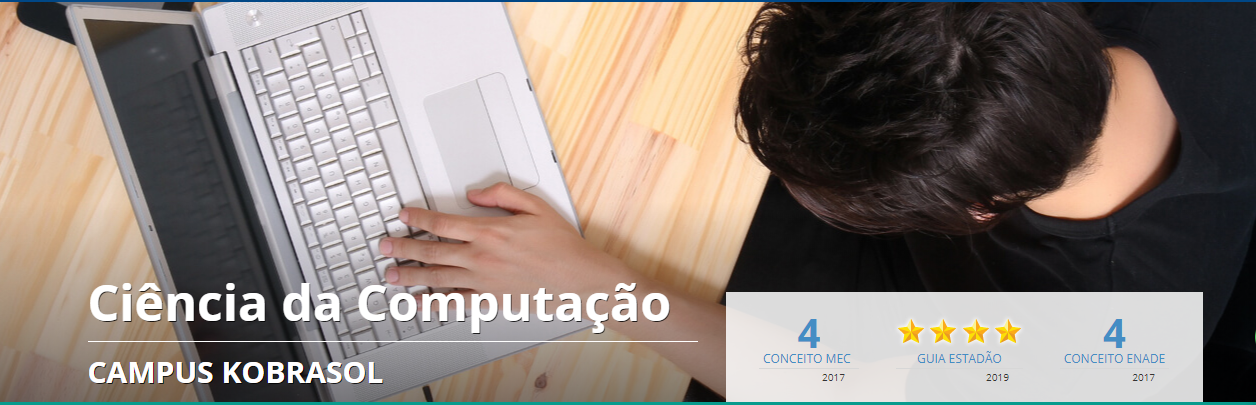 Ciência da Computação
CAMPUS KOBRASOL
4
CONCEITO MEC
2017
GUIA ESTADÃO
2019
4
CONCEITO ENADE
2017